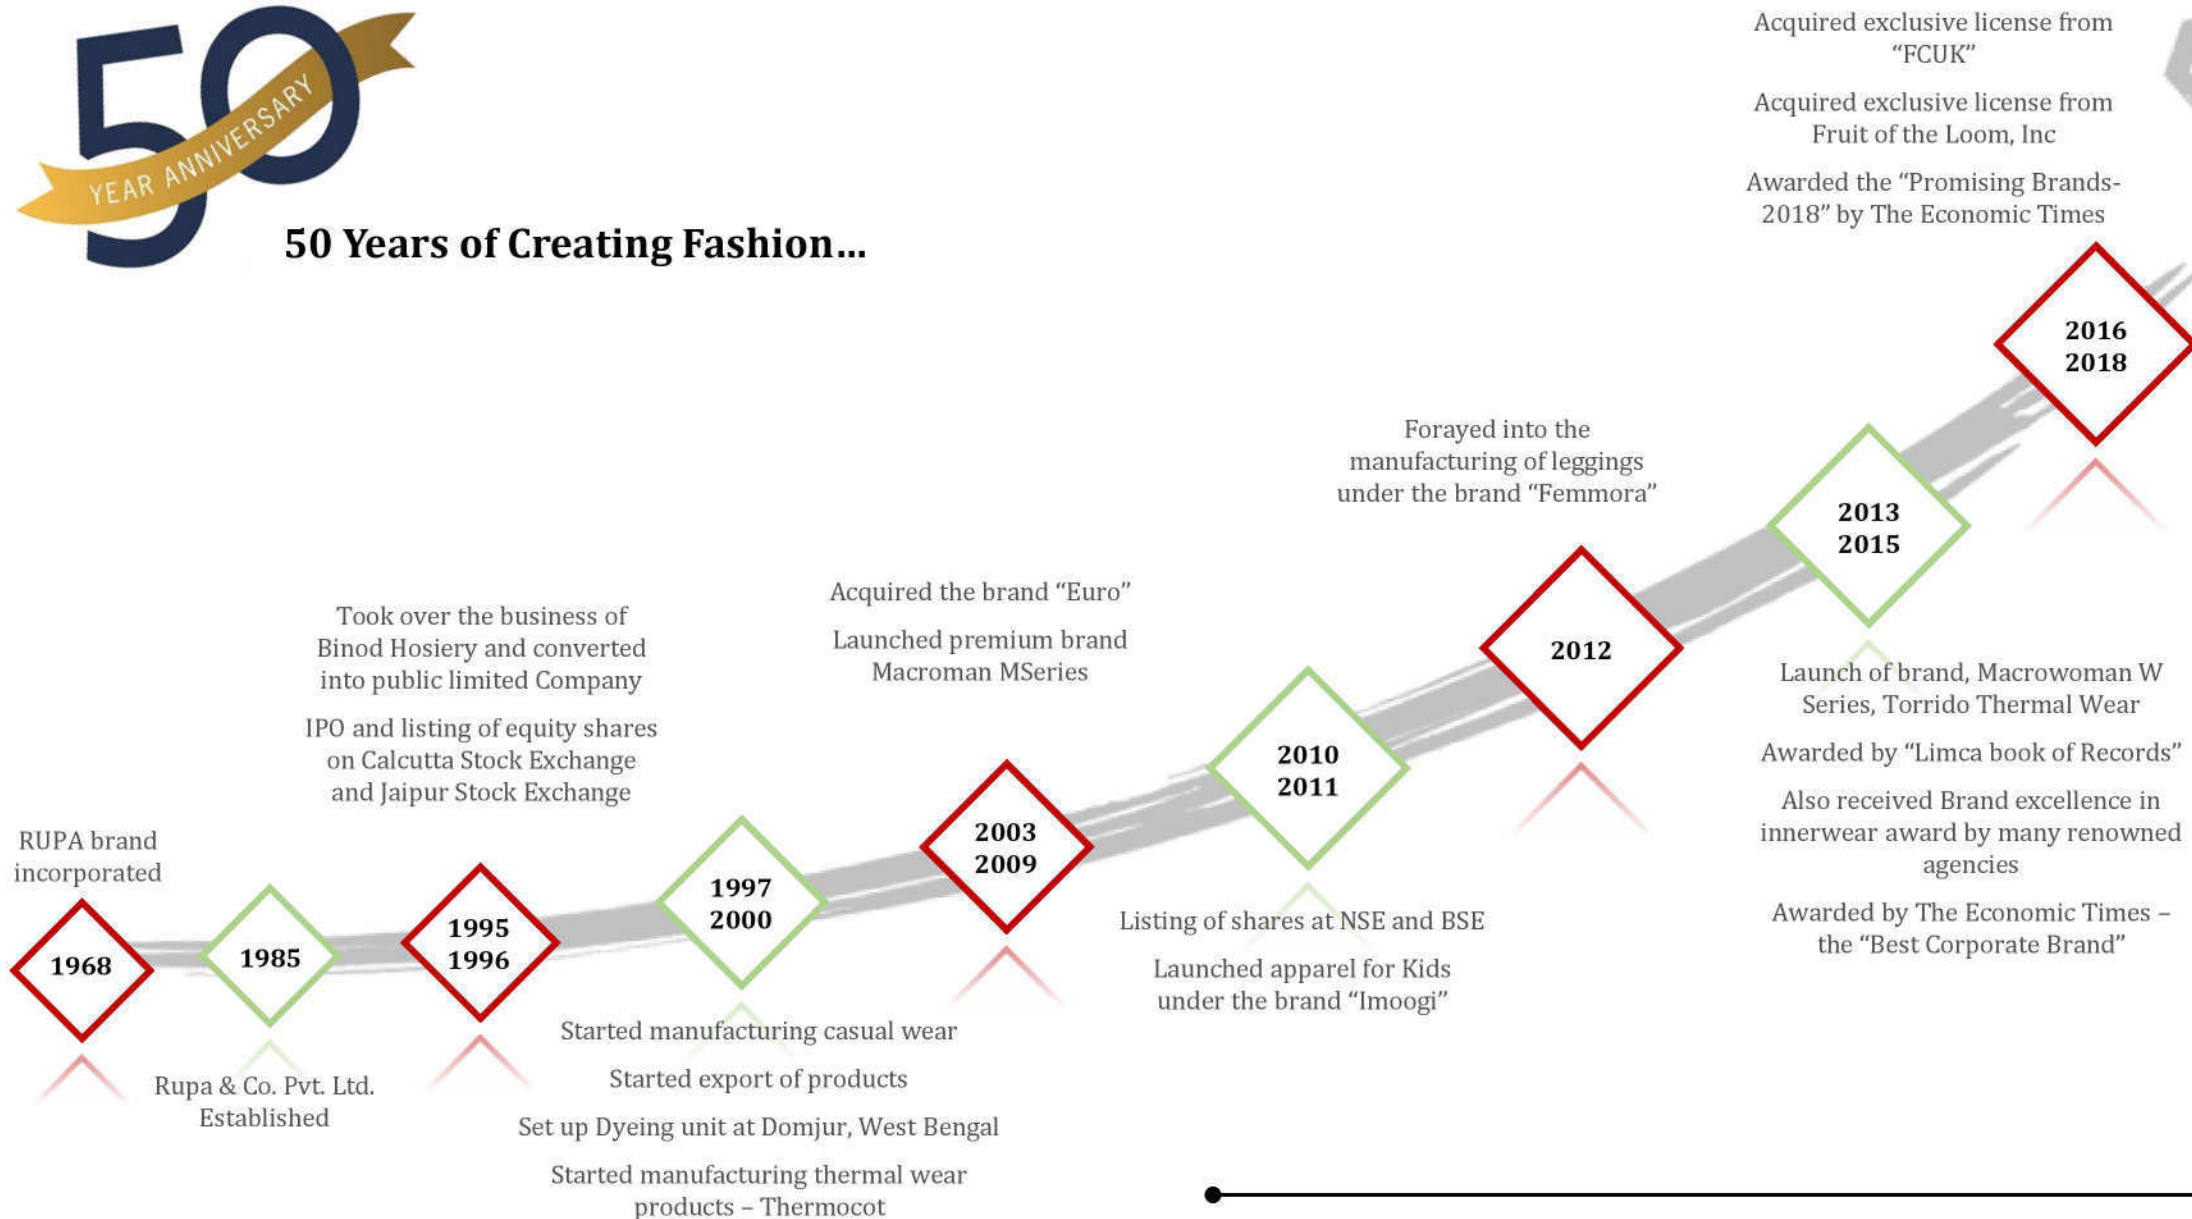 50
YEAR ANNIVERSARY
50 Years of Creating Fashion...
RUPA brand
incorporated
1968
1985
Rupa & Co. Pvt. Ltd.
Established
Took over the business of
Binod Hosiery and converted
into public limited Company
IPO and listing of equity shares
on Calcutta Stock Exchange
and Jaipur Stock Exchange
1995
1996
1997
2000
Started manufacturing casual wear
Started export of products
Set up Dyeing unit at Domjur, West Bengal
Started manufacturing thermal wear
products – Thermocot
Acquired the brand “Euro”
Launched premium brand
Macroman MSeries
2003
2009
2010
2011
Listing of shares at NSE and BSE
Launched apparel for Kids
under the brand “Imoogi”
Forayed into the
manufacturing of leggings
under the brand “Femmora”
2012
2013
2015
Launch of brand, Macrowoman W
Series, Torrido Thermal Wear
Awarded by “Limca book of Records”
Also received Brand excellence in
innerwear award by many renowned
agencies
Awarded by The Economic Times –
the “Best Corporate Brand”
Acquired exclusive license from
“FCUK”
Acquired exclusive license from
Fruit of the Loom, Inc
Awarded the “Promising Brands-
2018” by The Economic Times
2016
2018